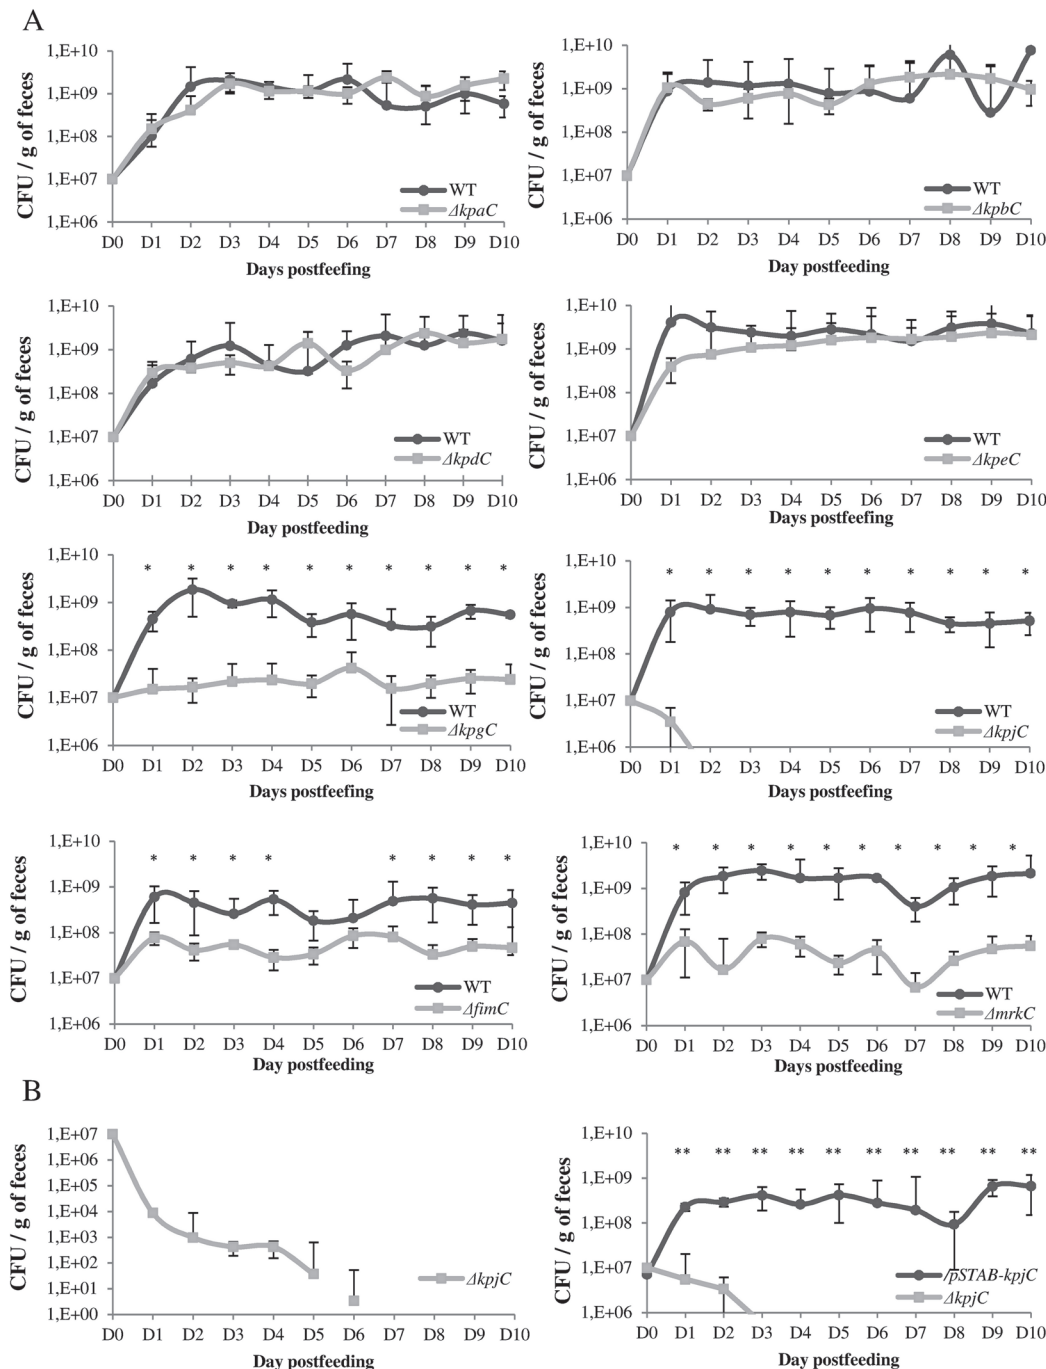 A
CFU / g of feces
1,E+10
1,E+09
1,E+08
1,E+07
1,E+06
WT
ΔkpaC
D0 D1 D2 D3 D4 D5 D6 D7 D8 D9 D10
Days postfeefing
CFU / g of feces
1,E+10
1,E+09
1,E+08
1,E+07
1,E+06
WT
ΔkpbC
D0 D1 D2 D3 D4 D5 D6 D7 D8 D9 D10
Days postfeeding
CFU / g of feces
1,E+10
1,E+09
1,E+08
1,E+07
1,E+06
WT
ΔkpdC
D0 D1 D2 D3 D4 D5 D6 D7 D8 D9 D10
Day postfeeding
CFU / g of feces
1,E+10
1,E+09
1,E+08
1,E+07
1,E+06
WT
ΔkpeC
D0 D1 D2 D3 D4 D5 D6 D7 D8 D9 D10
Days postfeefing
CFU / g of feces
1,E+10
1,E+09
1,E+08
1,E+07
1,E+06
* * * * * * * * * *
WT
ΔkpgC
D0 D1 D2 D3 D4 D5 D6 D7 D8 D9 D10
Days postfeefing
CFU / g of feces
1,E+10
1,E+09
1,E+08
1,E+07
1,E+06
* * * * * * * * * *
WT
ΔkpjC
D0 D1 D2 D3 D4 D5 D6 D7 D8 D9 D10
Days postfeefing
CFU / g of feces
1,E+10
1,E+09
1,E+08
1,E+07
1,E+06
* * * * * * * *
WT
ΔfimC
D0 D1 D2 D3 D4 D5 D6 D7 D8 D9 D10
Day postfeeding
CFU / g of feces
1,E+10
1,E+09
1,E+08
1,E+07
1,E+06
* * * * * * * * * *
WT
ΔmrkC
D0 D1 D2 D3 D4 D5 D6 D7 D8 D9 D10
Days postfeeding
B
CFU / g of feces
1,E+07
1,E+06
1,E+05
1,E+04
1,E+03
1,E+02
1,E+01
1,E+00
ΔkpjC
D0 D1 D2 D3 D4 D5 D6 D7 D8 D9 D10
Day postfeeding
CFU / g of feces
1,E+10
1,E+09
1,E+08
1,E+07
1,E+06
** ** ** ** ** ** ** ** ** **
/pSTAB-kpjC
ΔkpjC
D0 D1 D2 D3 D4 D5 D6 D7 D8 D9 D10
Day postfeeding